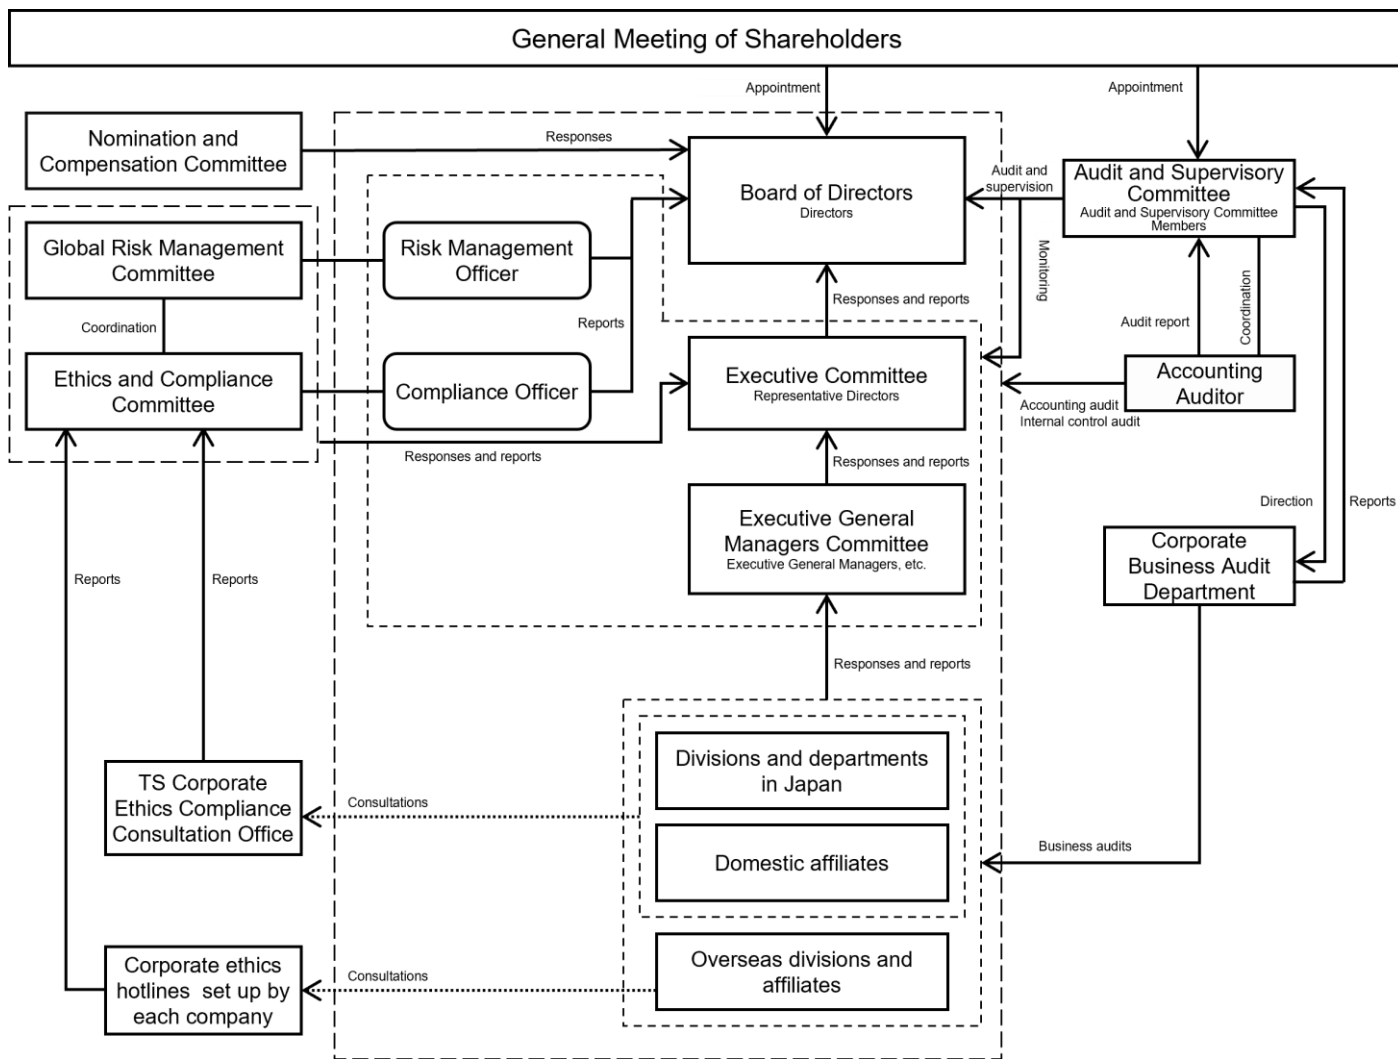 General Meeting of Shareholders
Appointment
Appointment
Nomination and
Compensation Committee
Responses
Board of Directors
Directors
Audit and
supervision
Audit and Supervisory
Committee
Audit and Supervisory Committee
Members
Global Risk Management
Committee
Risk Management
Officer
Monitoring
Responses and reports
Coordination
Reports
Audit report
Coordination
Ethics and Compliance
Committee
Compliance Officer
Executive Committee
Representative Directors
Accounting
Auditor
Accounting audit
Internal control audit
Responses and reports
Responses and reports
Executive General
Managers Committee
Executive General Managers, etc.
Direction
Reports
Corporate
Business Audit
Department
Reports
Reports
Responses and reports
Divisions and departments
in Japan
TS Corporate
Ethics Compliance
Consultation Office
Consultations
Domestic affiliates
Business audits
Corporate ethics
hotlines set up by
each company
Consultations
Overseas divisions and
affiliates